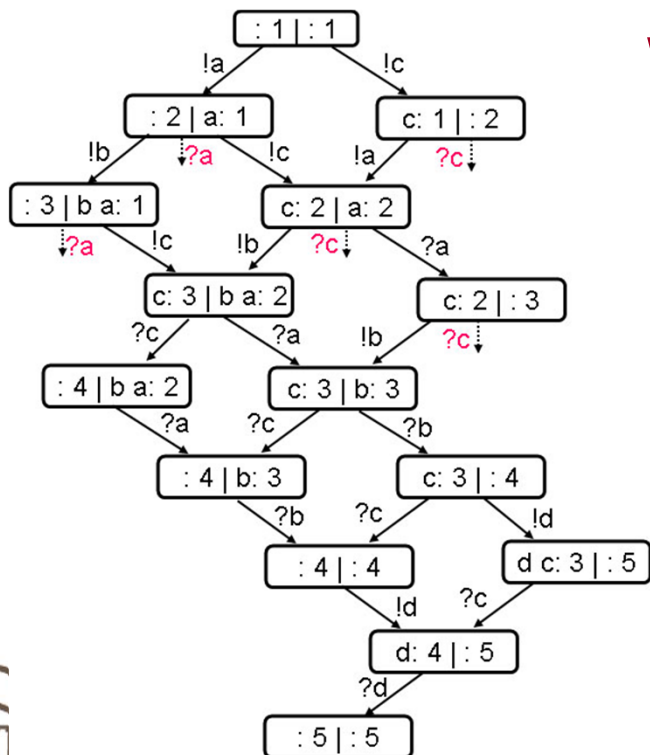 : 1 | : 1
!a !c
: 2 | a: 1 c: 1 | : 2
!b ?a !c !a ?c
: 3 | b a: 1 c: 2 | a: 2
?a !c !b ?c ?a
c: 3 | b a: 2 c: 2 | : 3
?c ?a !b ?c
: 4 | b a: 2 c: 3 | b: 3
?a ?c ?b
: 4 | b: 3 c: 3 | : 4
?b ?c !d
: 4 | : 4 d c: 3 | : 5
!d ?c
d: 4 | : 5
?d
: 5 | : 5